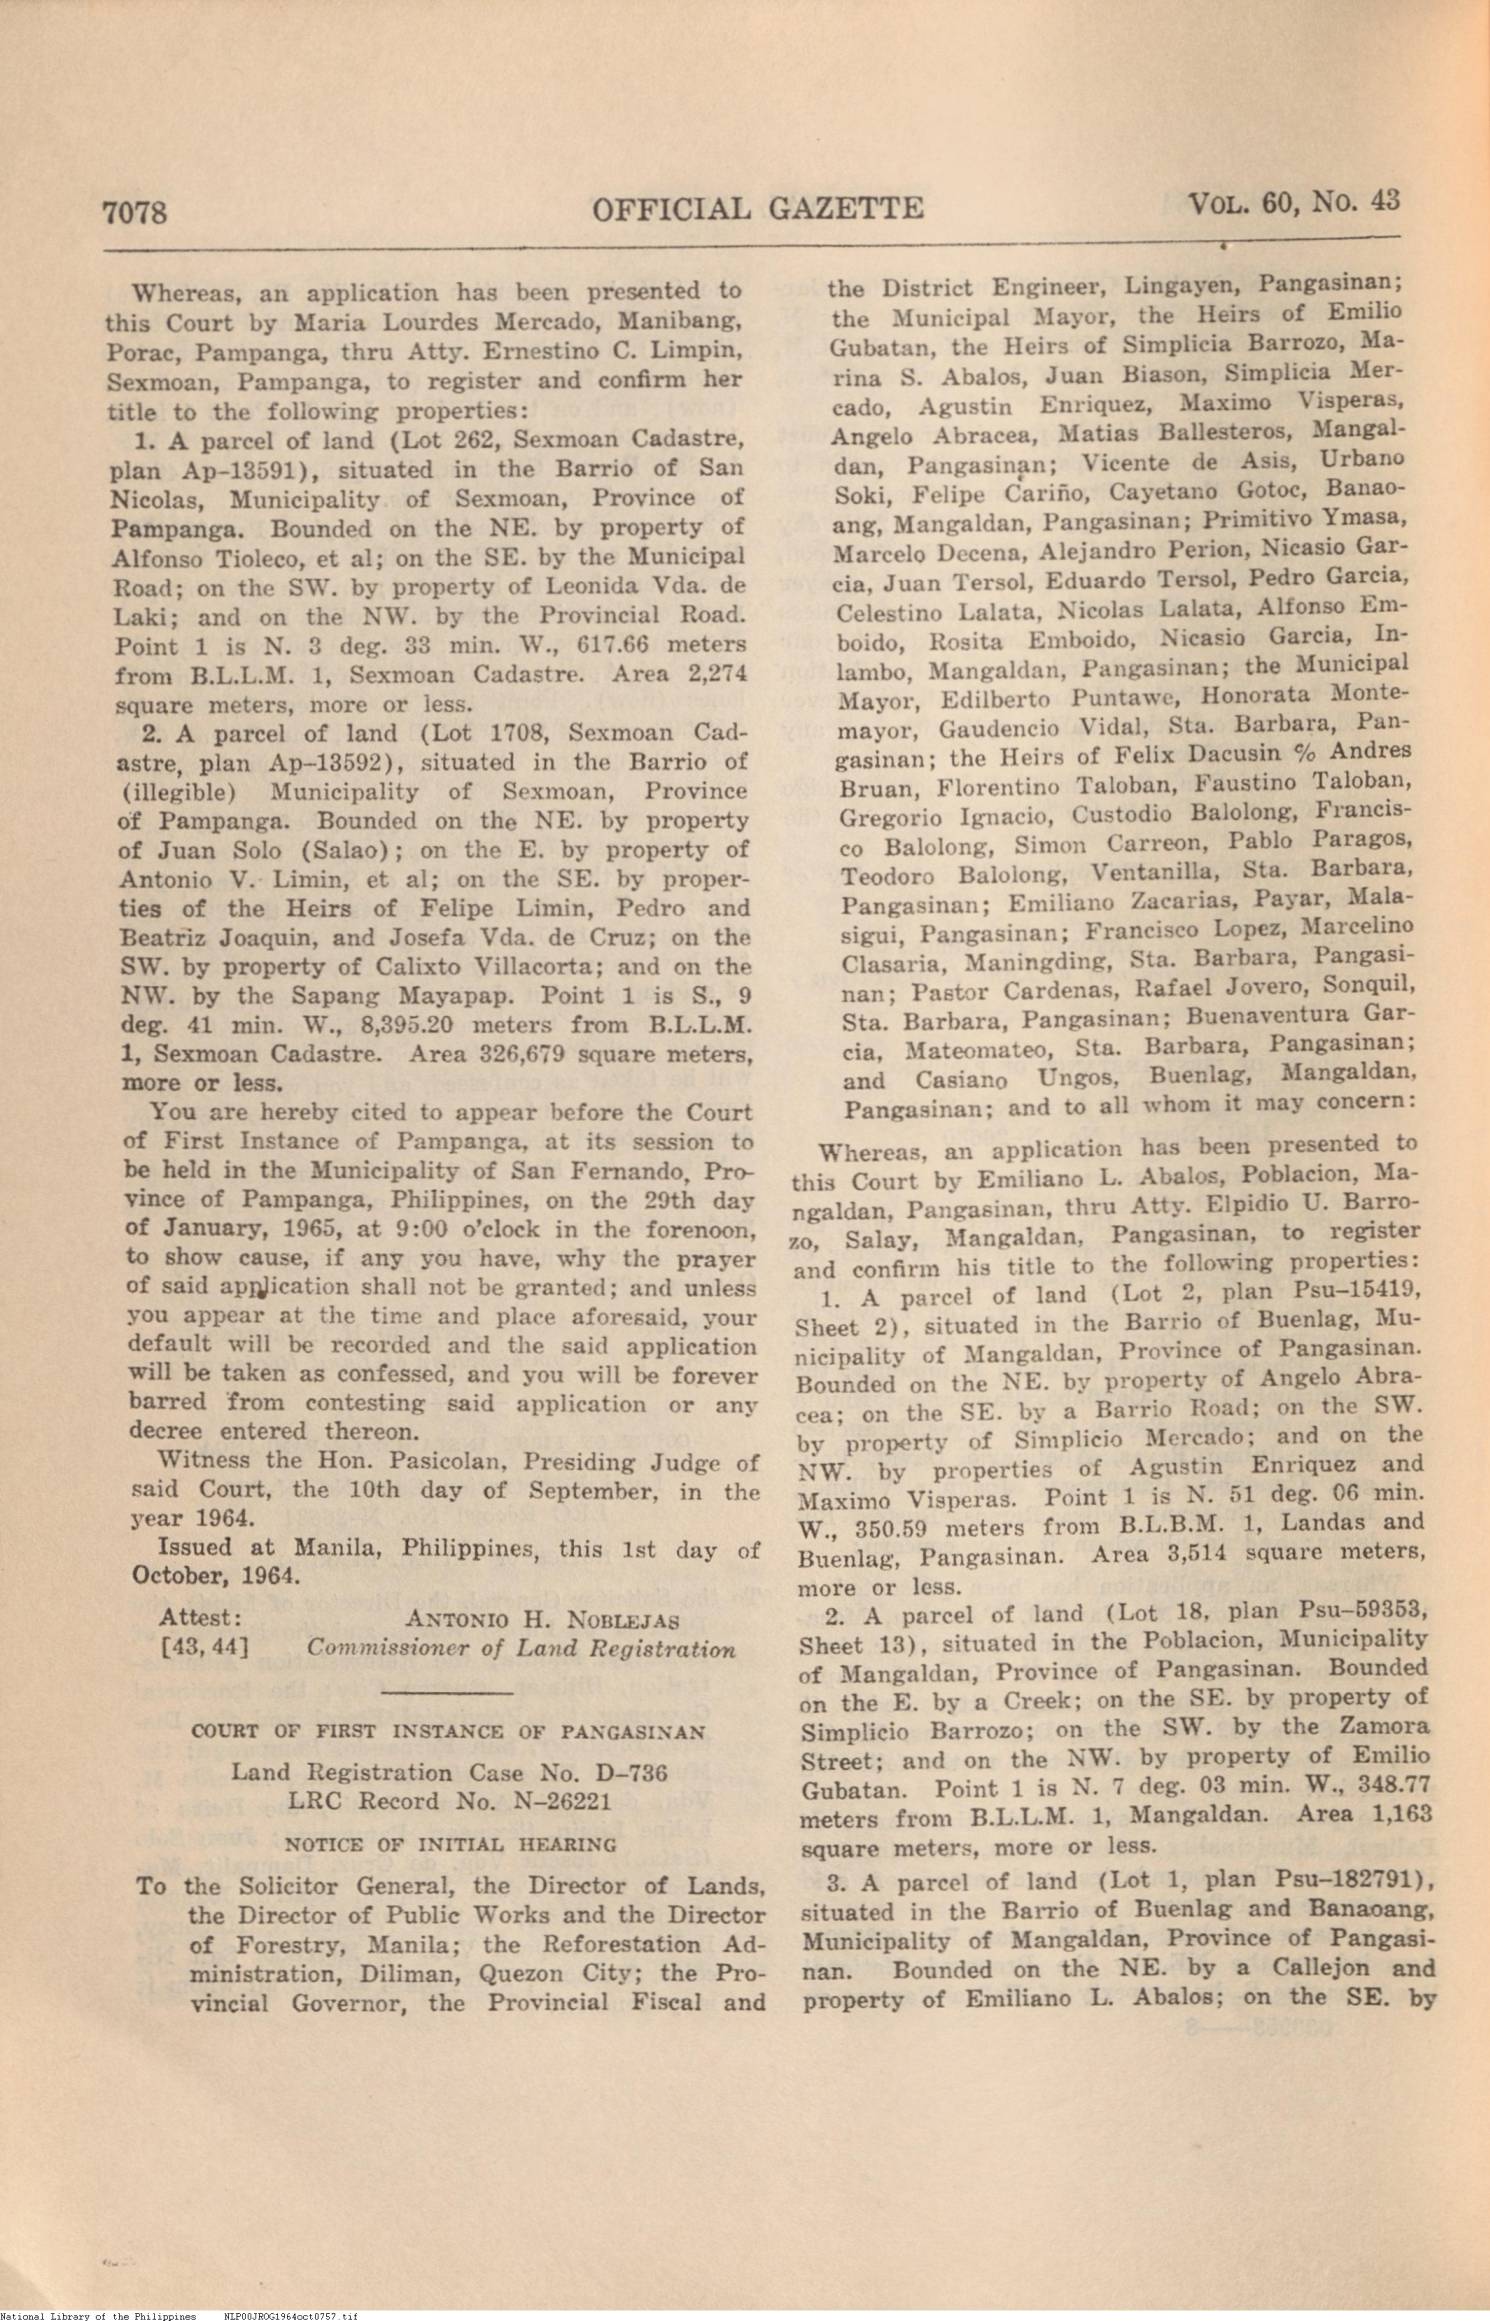 7078
OFFICIAL GAZETTE
VOL. 60, No. 43
Whereas, an application has been presented to
this Court by Maria Lourdes Mercado, Manibang,
Porac, Pampanga, thru Atty. Ernestino C. Limpin,
Sexmoan, Pampanga, to register and confirm her
title to the following properties:
1. A parcel of land (Lot 262, Sexmoan Cadastre,
plan Ap–13591), situated in the Barrio of San
Nicolas, Municipality of Sexmoan, Province of
Pampanga. Bounded on the NE. by property of
Alfonso Tioleco, et al; on the SE. by the Municipal
Road; on the SW. by property of Leonida Vda. de
Laki; and on the NW. by the Provincial Road.
Point 1 is N. 3 deg. 33 min. W., 617.66 meters
from B.L.L.M. 1, Sexmoan Cadastre. Area 2,274
square meters, more or less.
2. A parcel of land (Lot 1708, Sexmoan Cad-
astre, plan Ap–13592), situated in the Barrio of
(illegible) Municipality of Sexmoan, Province
of Pampanga. Bounded on the NE. by property
of Juan Solo (Salao); on the E. by property of
Antonio V. Limin, et al; on the SE. by proper-
ties of the Heirs of Felipe Limin, Pedro and
Beatriz Joaquin, and Josefa Vda. de Cruz; on the
SW. by property of Calixto Villacorta; and on the
NW. by the Sapang Mayapap. Point 1 is S., 9
deg. 41 min. W., 8,395.20 meters from B.L.L.M.
1, Sexmoan Cadastre. Area 326,679 square meters,
more or less.
You are hereby cited to appear before the Court
of First Instance of Pampanga, at its session to
be held in the Municipality of San Fernando, Pro-
vince of Pampanga, Philippines, on the 29th day
of January, 1965, at 9:00 o'clock in the forenoon,
to show cause, if any you have, why the prayer
of said application shall not be granted; and unless
you appear at the time and place aforesaid, your
default will be recorded and the said application
will be taken as confessed, and you will be forever
barred from contesting said application or any
decree entered thereon.
Witness the Hon. Pasicolan, Presiding Judge of
said Court, the 10th day of September, in the
year 1964.
Issued at Manila, Philippines, this 1st day of
October, 1964.
Attest: ANTONIO H. NOBLEJAS
[43, 44] Commissioner of Land Registration
COURT OF FIRST INSTANCE OF PANGASINAN
Land Registration Case No. D–736
LRC Record No. N–26221
NOTICE OF INITIAL HEARING
To the Solicitor General, the Director of Lands,
the Director of Public Works and the Director
of Forestry, Manila; the Reforestation Ad-
ministration, Diliman, Quezon City; the Pro-
vincial Governor, the Provincial Fiscal and
the District Engineer, Lingayen, Pangasinan;
the Municipal Mayor, the Heirs of Emilio
Gubatan, the Heirs of Simplicia Barrozo, Ma-
rina S. Abalos, Juan Biason, Simplicia Mer-
cado, Agustin Enriquez, Maximo Visperas,
Angelo Abracea, Matias Ballesteros, Mangal-
dan, Pangasinan; Vicente de Asis, Urbano
Soki, Felipe Cariño, Cayetano Gotoc, Banao-
ang, Mangaldan, Pangasinan; Primitivo Ymasa,
Marcelo Decena, Alejandro Perion, Nicasio Gar-
cia, Juan Tersol, Eduardo Tersol, Pedro Garcia,
Celestino Lalata, Nicolas Lalata, Alfonso Em-
boido, Rosita Emboido, Nicasio Garcia, In-
lambo, Mangaldan, Pangasinan; the Municipal
Mayor, Edilberto Puntawe, Honorata Monte-
mayor, Gaudencio Vidal, Sta. Barbara, Pan-
gasinan; the Heirs of Felix Dacusin % Andres
Bruan, Florentino Taloban, Faustino Taloban,
Gregorio Ignacio, Custodio Balolong, Francis-
co Balolong, Simon Carreon, Pablo Paragos,
Teodoro Balolong, Ventanilla, Sta. Barbara,
Pangasinan; Emiliano Zacarias, Payar, Mala-
sigui, Pangasinan; Francisco Lopez, Marcelino
Clasaria, Maningding, Sta. Barbara, Pangasi-
nan; Pastor Cardenas, Rafael Jovero, Sonquil,
Sta. Barbara, Pangasinan; Buenaventura Gar-
cia, Mateomateo, Sta. Barbara, Pangasinan;
and Casiano Ungos, Buenlag, Mangaldan,
Pangasinan; and to all whom it may concern:
Whereas, an application has been presented to
this Court by Emiliano L. Abalos, Poblacion, Ma-
ngaldan, Pangasinan, thru Atty. Elpidio U. Barro-
zo, Salay, Mangaldan, Pangasinan, to register
and confirm his title to the following properties:
1. A parcel of land (Lot 2, plan Psu–15419,
Sheet 2), situated in the Barrio of Buenlag, Mu-
nicipality of Mangaldan, Province of Pangasinan.
Bounded on the NE. by property of Angelo Abra-
cea; on the SE. by a Barrio Road; on the SW.
by property of Simplicio Mercado; and on the
NW. by properties of Agustin Enriquez and
Maximo Visperas. Point 1 is N. 51 deg. 06 min.
W., 350.59 meters from B.L.B.M. 1, Landas and
Buenlag, Pangasinan. Area 3,514 square meters,
more or less.
2. A parcel of land (Lot 18, plan Psu–59353,
Sheet 13), situated in the Poblacion, Municipality
of Mangaldan, Province of Pangasinan. Bounded
on the E. by a Creek; on the SE. by property of
Simplicio Barrozo; on the SW. by the Zamora
Street; and on the NW. by property of Emilio
Gubatan. Point 1 is N. 7 deg. 03 min. W., 348.77
meters from B.L.L.M. 1, Mangaldan. Area 1,163
square meters, more or less.
3. A parcel of land (Lot 1, plan Psu–182791),
situated in the Barrio of Buenlag and Banaoang,
Municipality of Mangaldan, Province of Pangasi-
nan. Bounded on the NE. by a Callejon and
property of Emiliano L. Abalos; on the SE. by
National Library of the Philippines NLP00JROG1964oct0757.tif